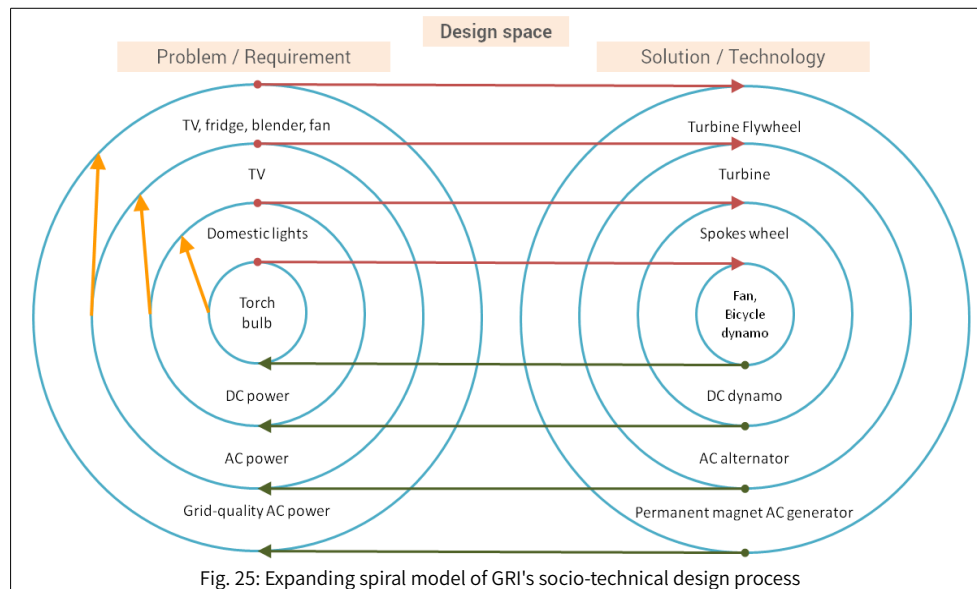 Design space
Problem / Requirement
Solution / Technology
TV, fridge, blender, fan
Turbine Flywheel
TV
Turbine
Domestic lights
Spokes wheel
Torch
bulb
Fan,
Bicycle
dynamo
DC power
DC dynamo
AC power
AC alternator
Grid-quality AC power
Permanent magnet AC generator
Fig. 25: Expanding spiral model of GRI's socio-technical design process